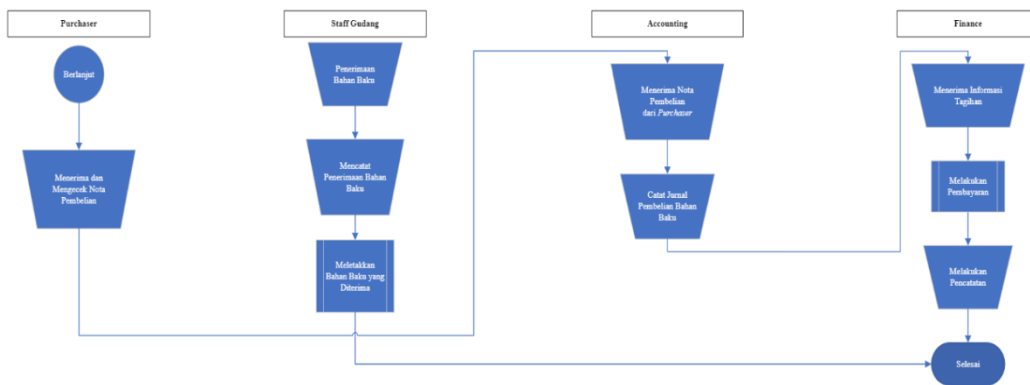 Purchaser
Staff Gudang
Accounting
Finance
Berlanjut
Menerima dan
Mengecek Nota
Pembelian
Penerimaan
Bahan Baku
Mencatat
Penerimaan Bahan
Baku
Meletakkan
Bahan Baku yang
Diterima
Menerima Nota
Pembelian
dari Purchaser
Catat Jurnal
Pembelian Bahan
Baku
Menerima Informasi
Tagihan
Melakukan
Pembayaran
Melakukan
Pencatatan
Selesai